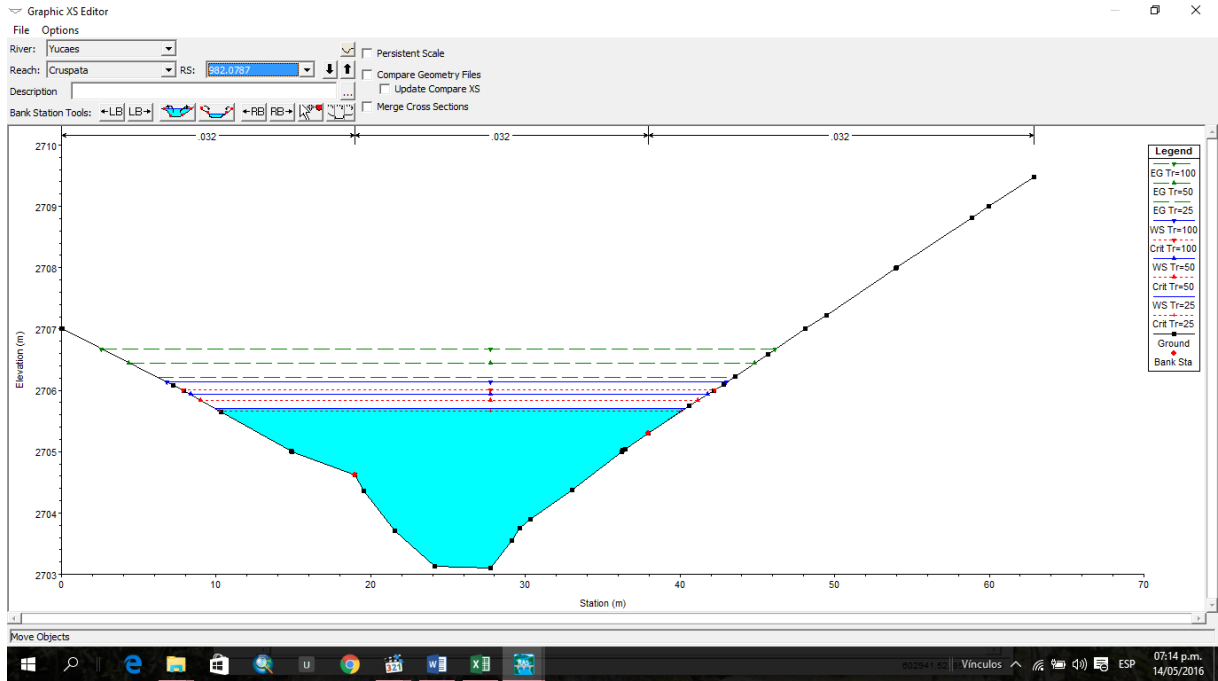 Graphic XS Editor
File Options
River: Yucaes
Persistent Scale
Reach: Cruspata RS: 982.0787
Compare Geometry Files
Update Compare XS
Description ...
Merge Cross Sections
Bank Station Tools: +LB LB+ +RB RB+
.032 .032 .032
2710
2709
2708
2707
2706
2705
2704
2703
Elevation (m)
0 10 20 30 40 50 60 70
Station (m)
Legend
EG Tr=100
EG Tr=50
EG Tr=25
WS Tr=100
Crit Tr=100
WS Tr=50
Crit Tr=50
WS Tr=25
Crit Tr=25
Ground
Bank Sta
Move Objects
Vínculos ESP 07:14 p.m.
14/05/2016